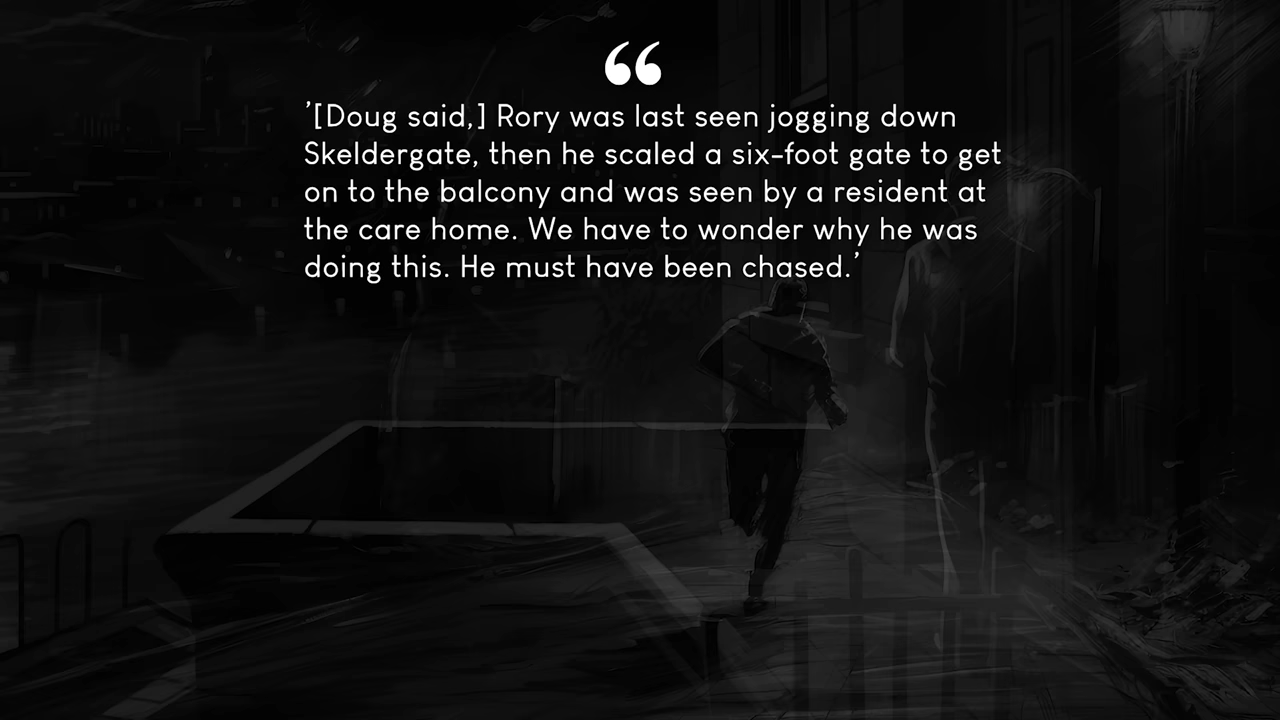 “
’[Doug said,] Rory was last seen jogging down
Skeldergate, then he scaled a six-foot gate to get
on to the balcony and was seen by a resident at
the care home. We have to wonder why he was
doing this. He must have been chased.’